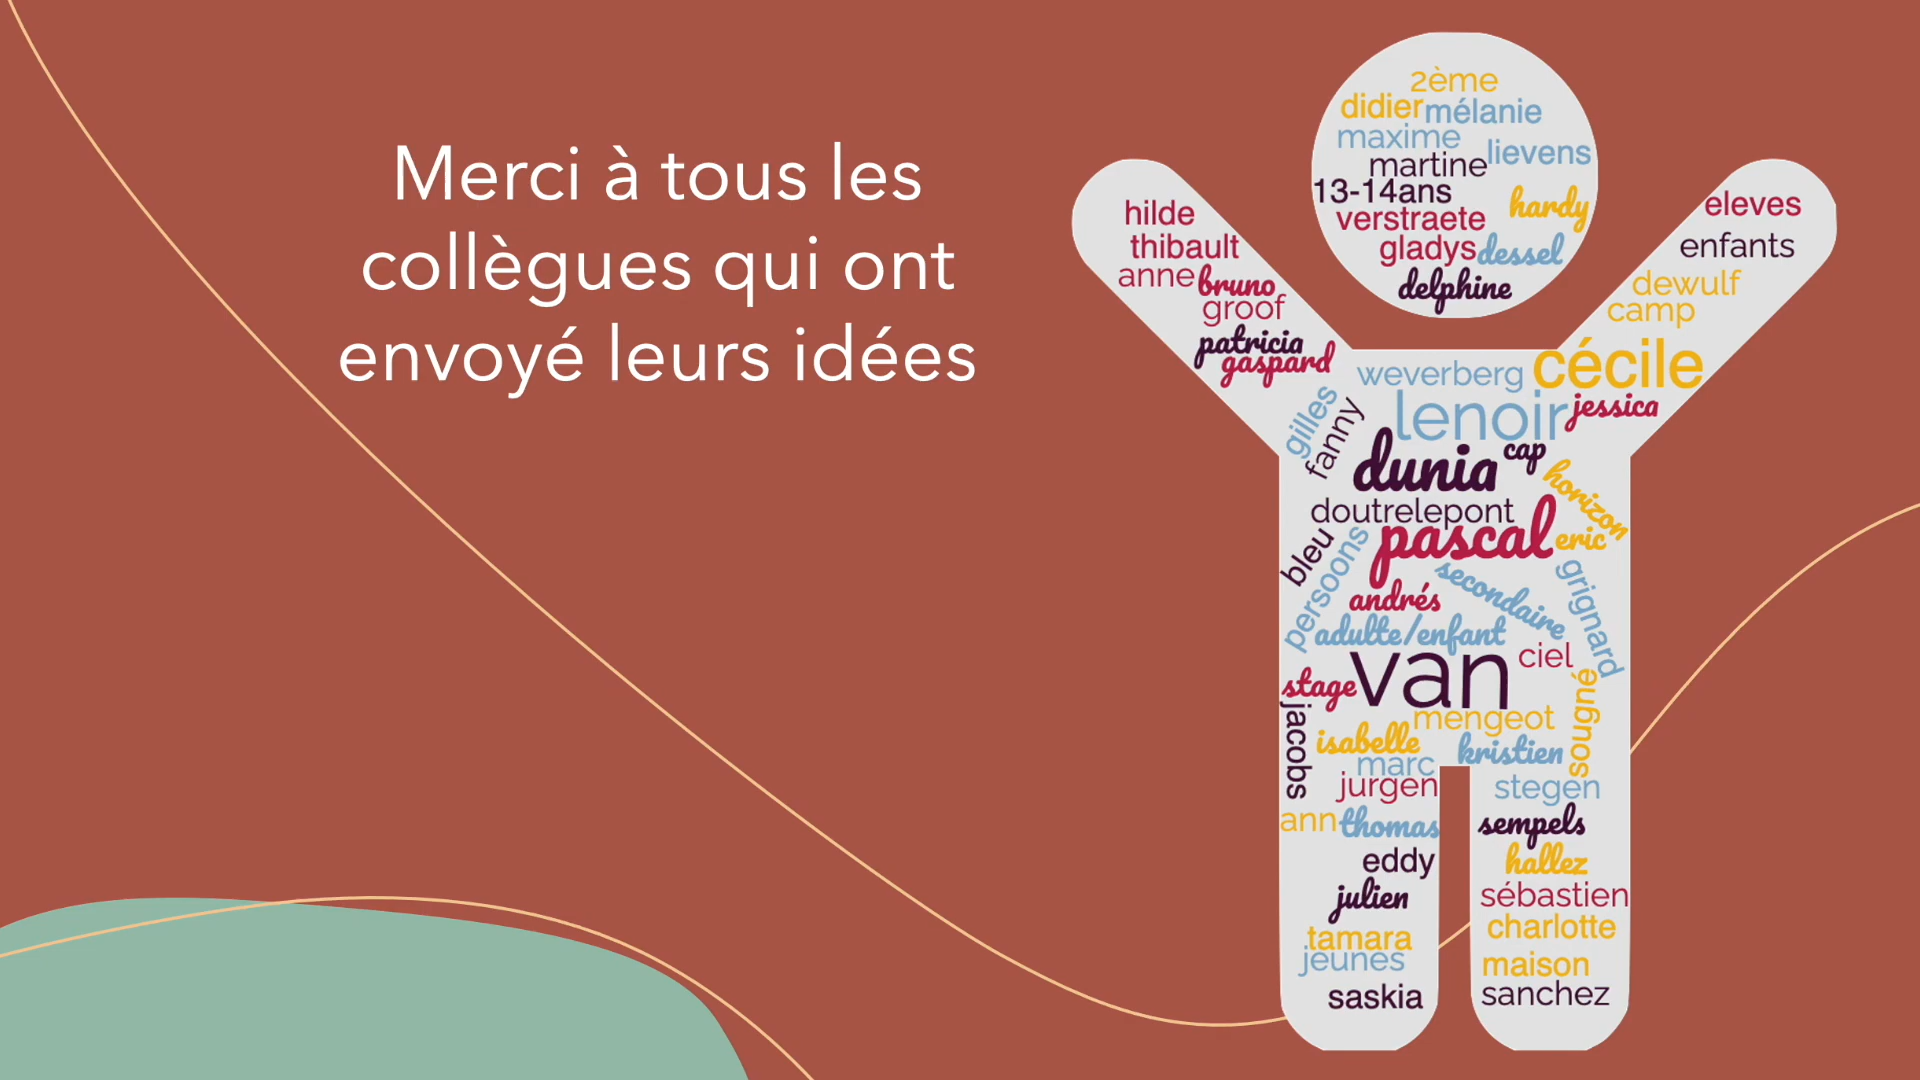 Merci à tous les
collègues qui ont
envoyé leurs idées
2ème
didier mélanie
maxime
lievens
martine
13-14ans
hardy
verstraete
gladys dessel
delphine
hilde
thibault
anne bruno
groof
patricia
gaspard
eleves
enfants
dewulf
camp
weverberg cécile
lenoir jessica
gilles
fanny
dunia cap
horizon
doutrelepont
pascal eric
bleu
persoons
secondaire
grignard
andrés
adulte/enfant
van ciel
stage
sougné
jacobs
mengeot
isabelle kristien
marc
jurgen
stegen
ann thomas
sempels
eddy
hallez
julien
sébastien
charlotte
tamara
jeunes
maison
saskia
sanchez